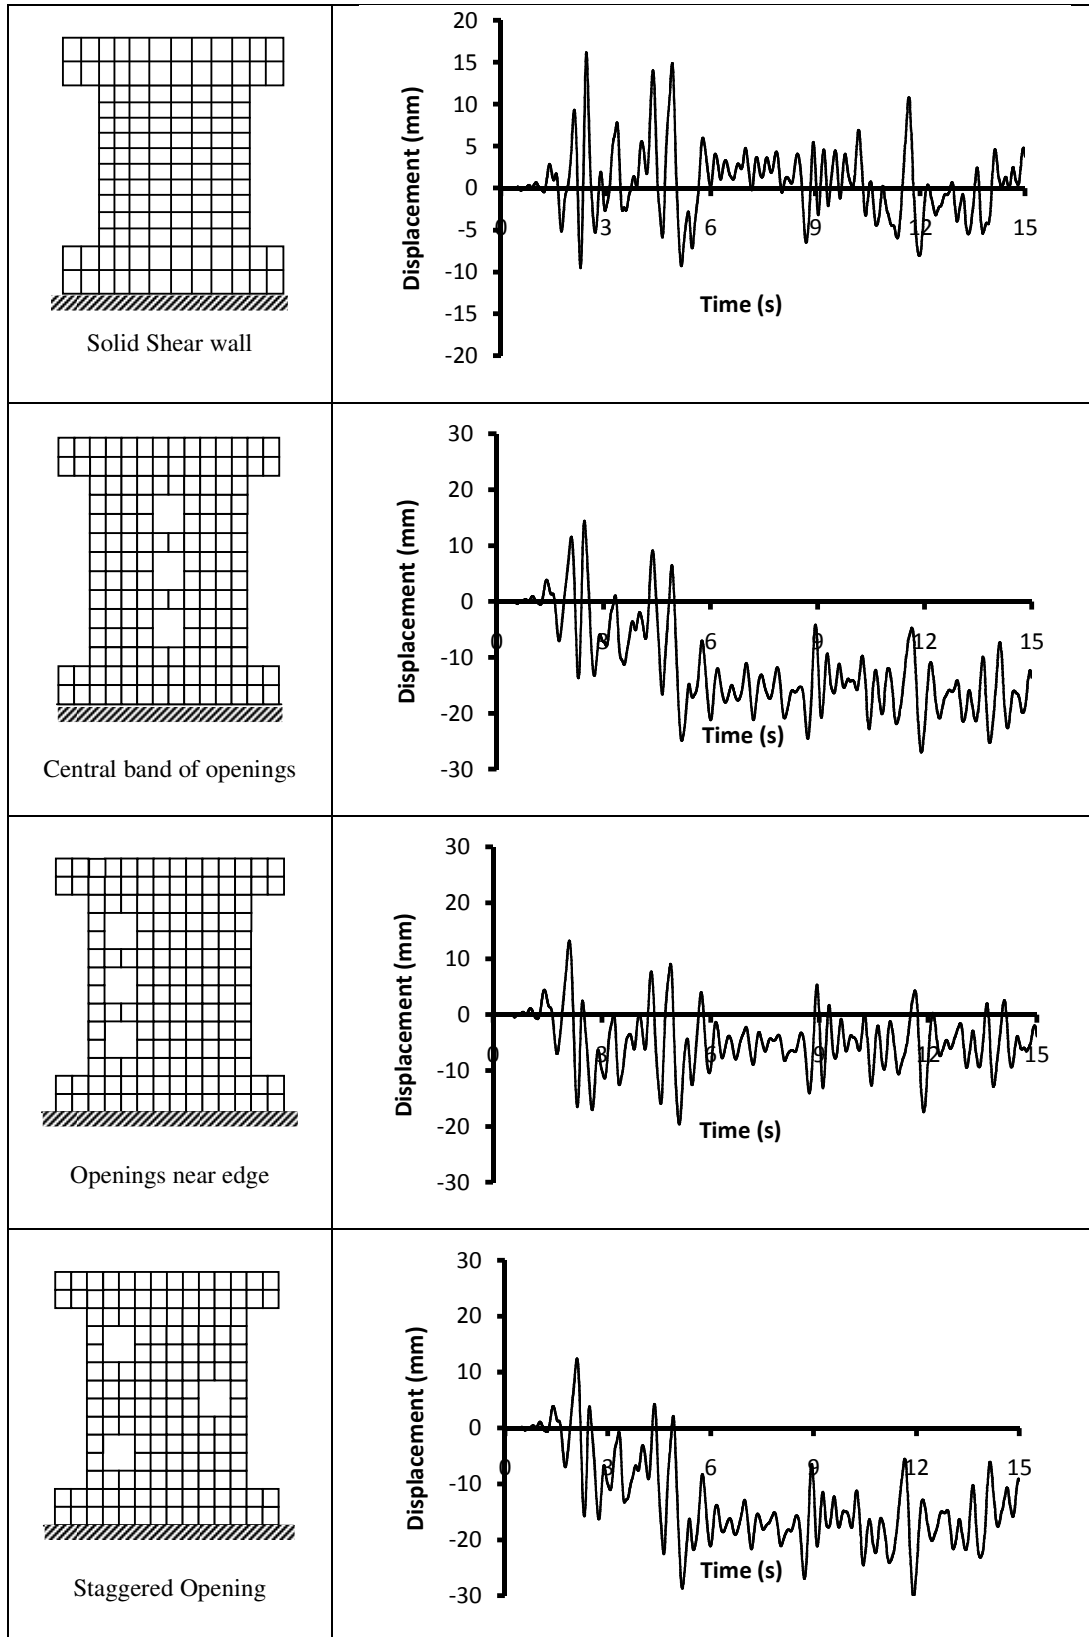 20
15
10
5
0
-5
-10
-15
-20
Displacement (mm)
0 3 6 9 12 15
Time (s)
Solid Shear wall
30
20
10
0
-10
-20
-30
Displacement (mm)
0 3 6 9 12 15
Time (s)
Central band of openings
30
20
10
0
-10
-20
-30
Displacement (mm)
0 3 6 9 12 15
Time (s)
Openings near edge
30
20
10
0
-10
-20
-30
Displacement (mm)
0 3 6 9 12 15
Time (s)
Staggered Opening